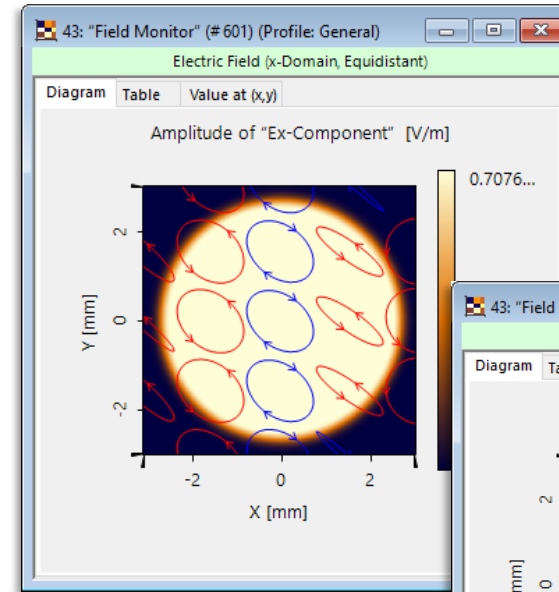 43: "Field Monitor" (#601) (Profile: General)
Electric Field (x-Domain, Equidistant)
Diagram Table Value at (x,y)
Amplitude of "Ex-Component" [V/m]
0.7076...
2
0
-2
Y [mm]
-2 0 2
X [mm]
43: "Field
Diagram Ta
2
0
mm]